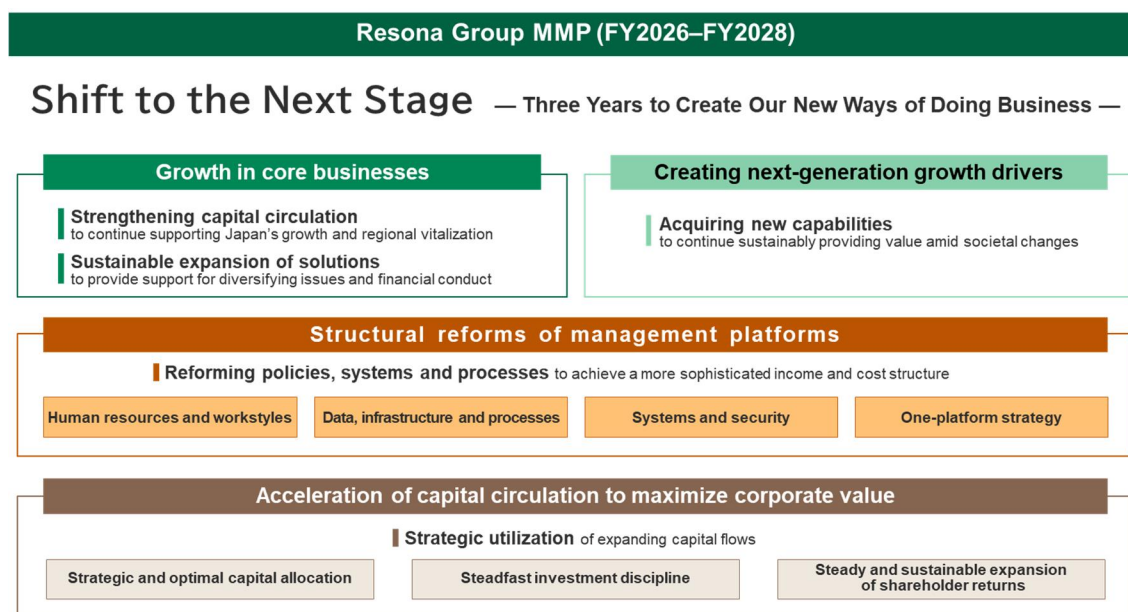 Resona Group MMP (FY2026–FY2028)
Shift to the Next Stage — Three Years to Create Our New Ways of Doing Business —
Growth in core businesses
Strengthening capital circulation
to continue supporting Japan's growth and regional vitalization
Sustainable expansion of solutions
to provide support for diversifying issues and financial conduct
Creating next-generation growth drivers
Acquiring new capabilities
to continue sustainably providing value amid societal changes
Structural reforms of management platforms
Reforming policies, systems and processes to achieve a more sophisticated income and cost structure
Human resources and workstyles
Data, infrastructure and processes
Systems and security
One-platform strategy
Acceleration of capital circulation to maximize corporate value
Strategic utilization of expanding capital flows
Strategic and optimal capital allocation
Steadfast investment discipline
Steady and sustainable expansion
of shareholder returns